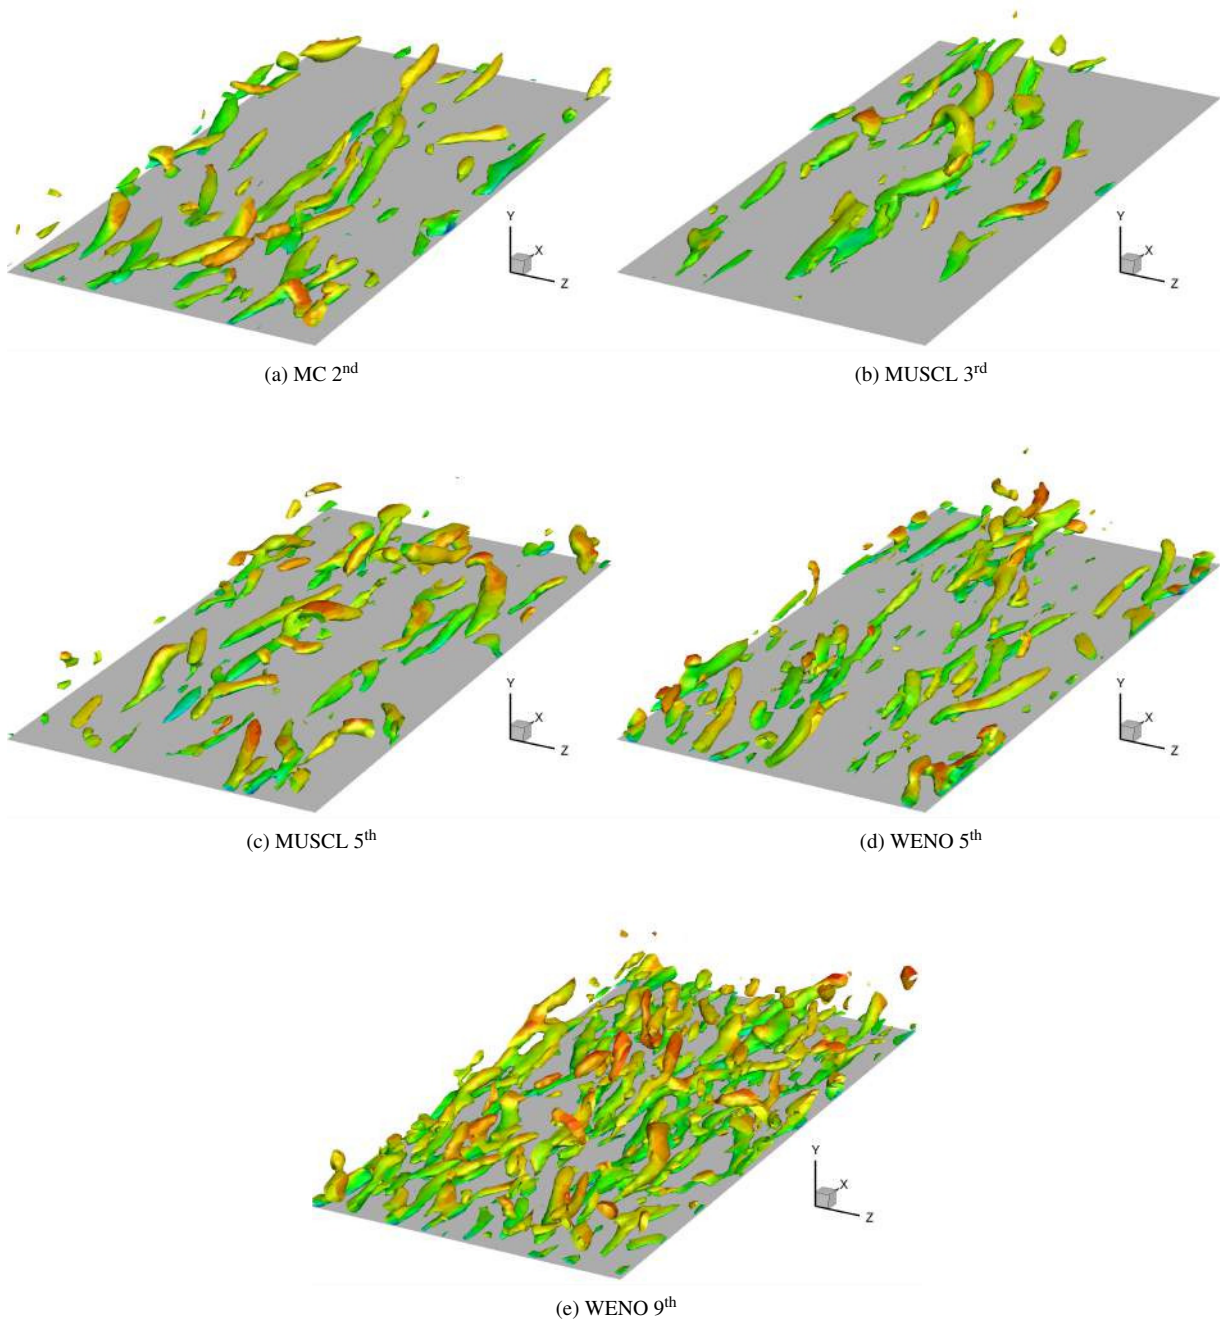 Y
X
Z
Y
X
Z
(a) MC 2nd
(b) MUSCL 3rd
Y
X
Z
Y
X
Z
(c) MUSCL 5th
(d) WENO 5th
Y
X
Z
(e) WENO 9th